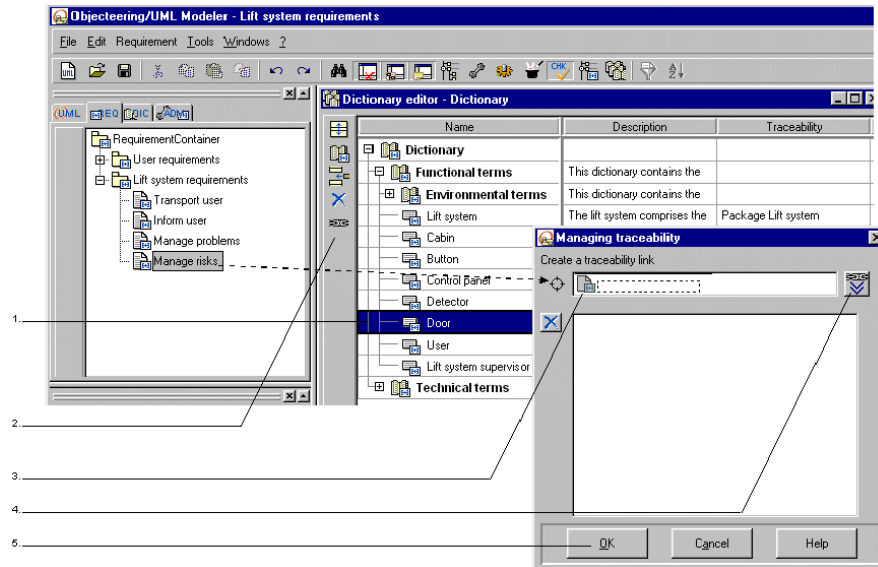 Objecteering/UML Modeler - Lift system requirements
File Edit Requirement Tools Windows ?
CHK
Dictionary editor - Dictionary
UML REQ QIC ADM
Name Description Traceability
RequirementContainer
User requirements
Lift system requirements
Transport user
Inform user
Manage problems
Manage risks
Dictionary
Functional terms This dictionary contains the
Environmental terms This dictionary contains the
Lift system The lift system comprises the Package Lift system
Cabin
Button
Control panel
Detector
Door
User
Lift system supervisor
Technical terms
Managing traceability
Create a traceability link
1.
2.
3.
4.
5.
OK Cancel Help